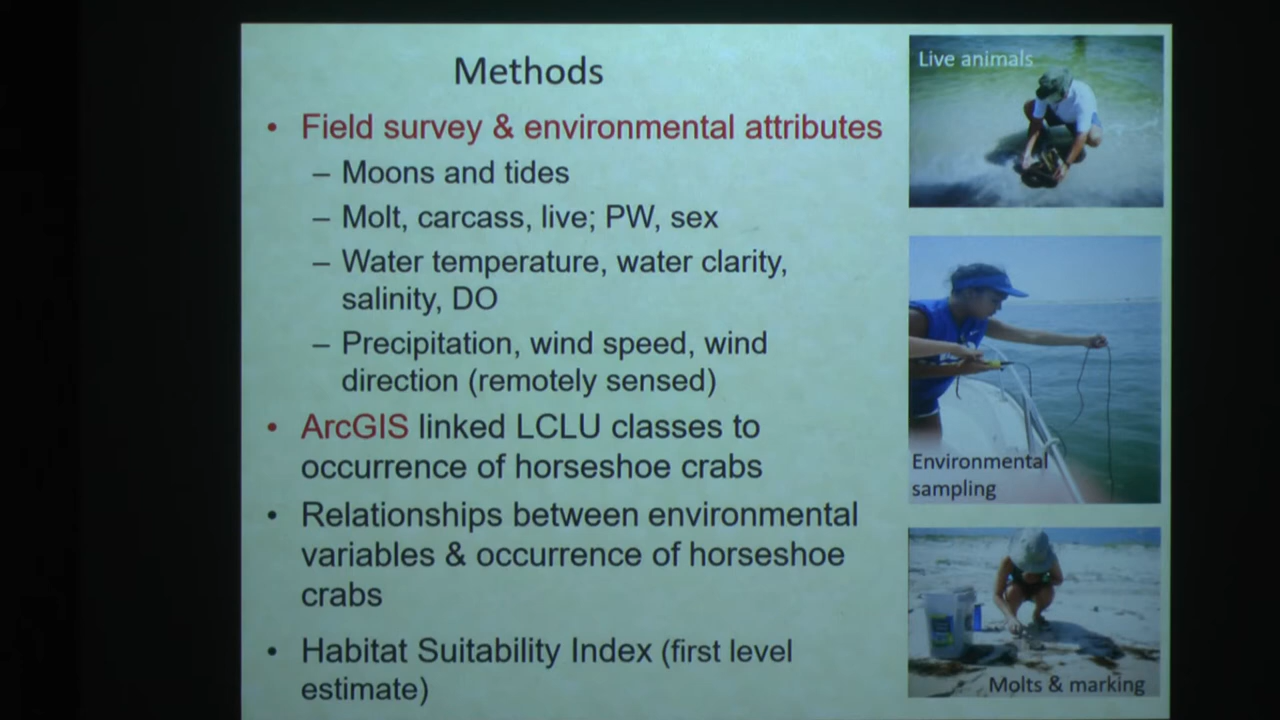 Methods
• Field survey & environmental attributes
– Moons and tides
– Molt, carcass, live; PW, sex
– Water temperature, water clarity,
salinity, DO
– Precipitation, wind speed, wind
direction (remotely sensed)
• ArcGIS linked LCLU classes to
occurrence of horseshoe crabs
• Relationships between environmental
variables & occurrence of horseshoe
crabs
• Habitat Suitability Index (first level
estimate)
Live animals
Environmental
sampling
Molts & marking